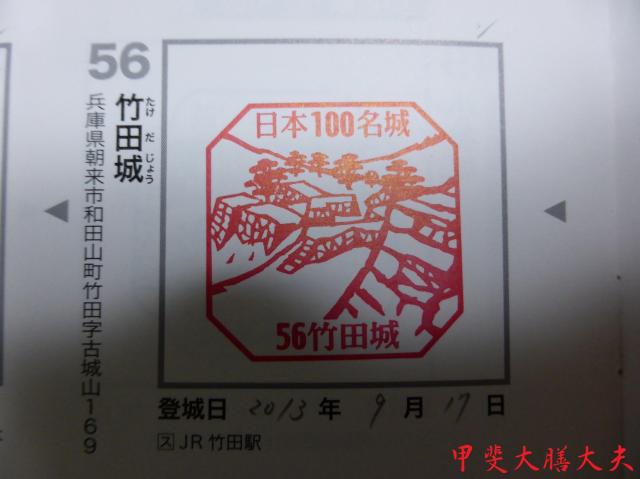 56
竹田城
たけ だ じょう
兵庫県朝来市和田山町竹田字古城山169
日本100名城
56竹田城
登城日 2013 年 9 月 17 日
ス JR 竹田駅
甲斐大膳大夫